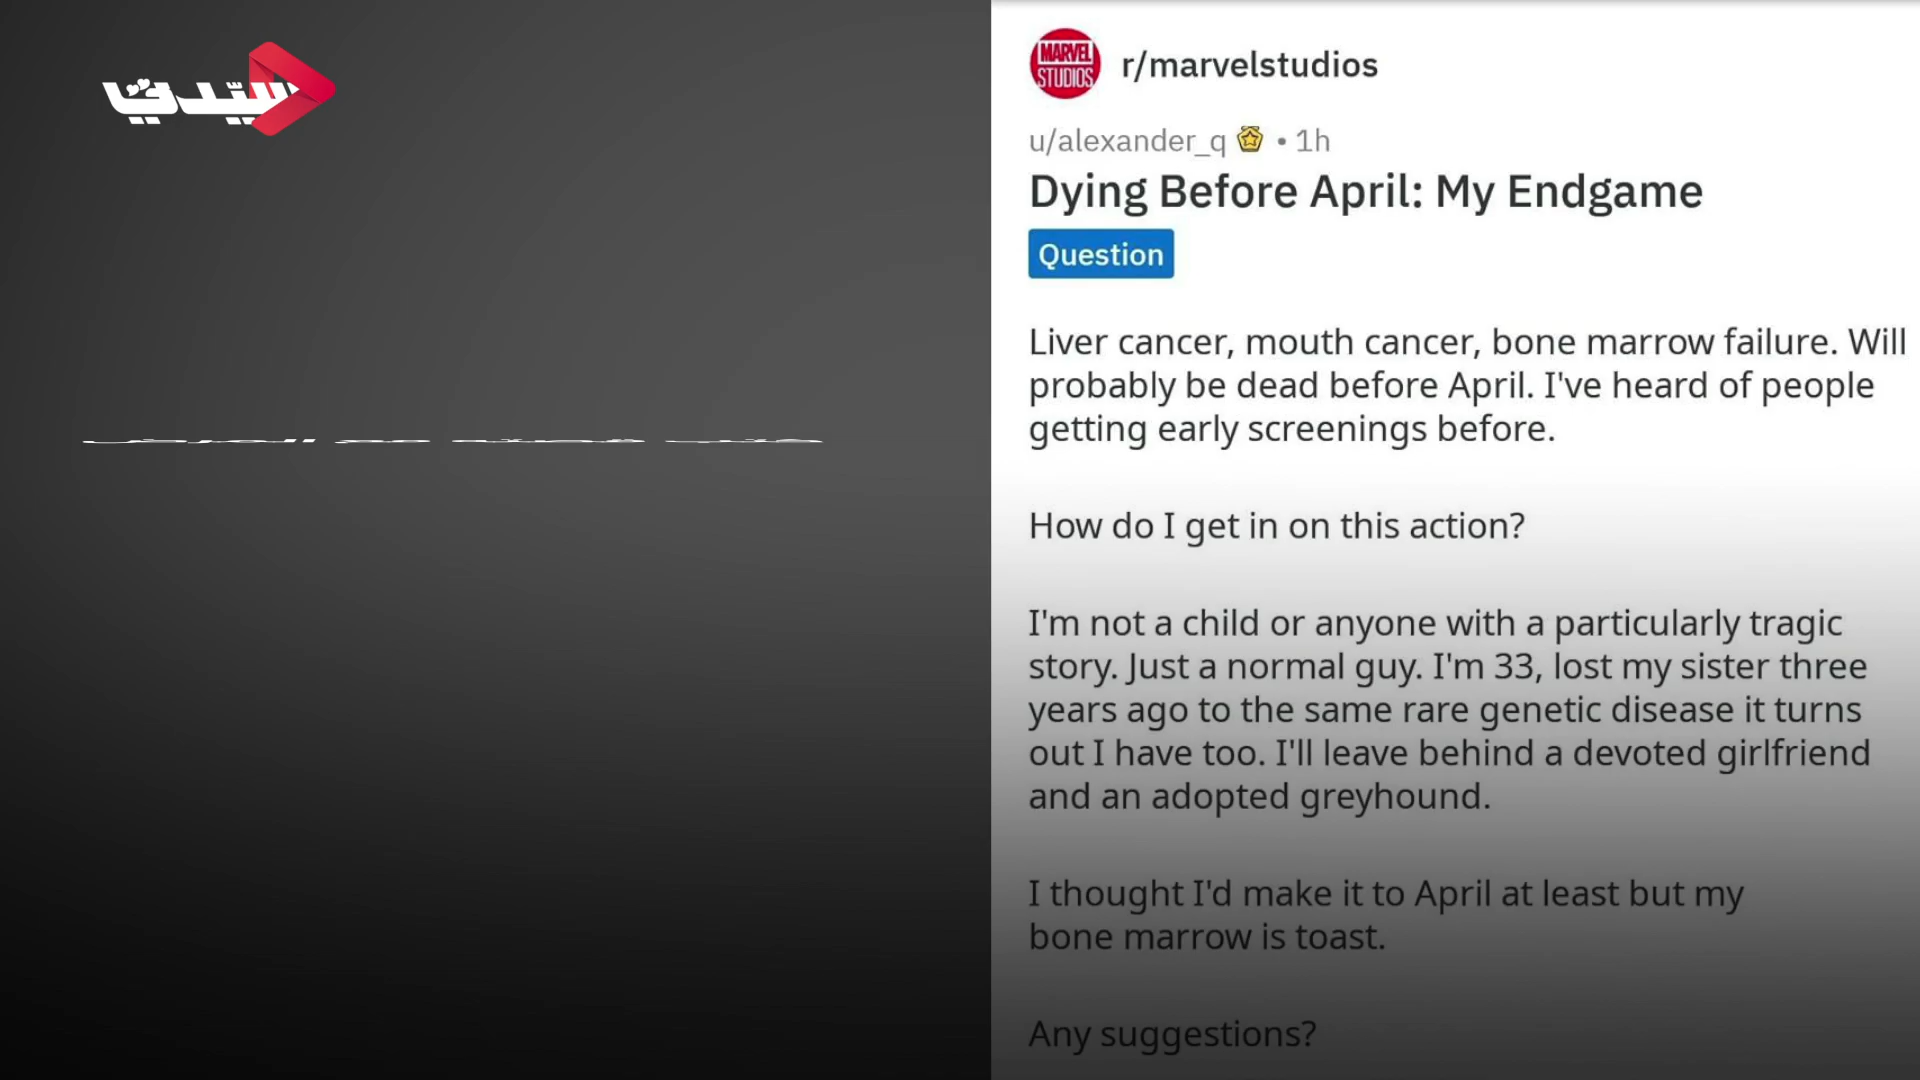 سيّدتي
MARVEL
STUDIOS
r/marvelstudios
u/alexander_q • 1h
Dying Before April: My Endgame
Question
Liver cancer, mouth cancer, bone marrow failure. Will
probably be dead before April. I've heard of people
getting early screenings before.
How do I get in on this action?
I'm not a child or anyone with a particularly tragic
story. Just a normal guy. I'm 33, lost my sister three
years ago to the same rare genetic disease it turns
out I have too. I'll leave behind a devoted girlfriend
and an adopted greyhound.
I thought I'd make it to April at least but my
bone marrow is toast.
Any suggestions?